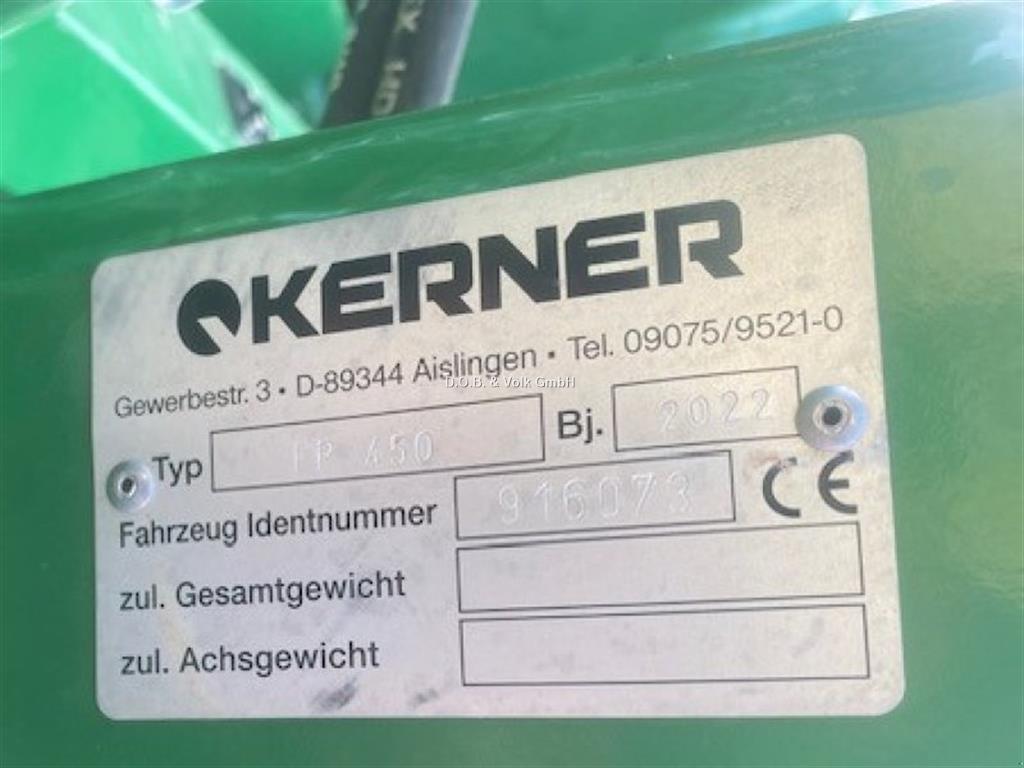 KERNER
Gewerbestr. 3 • D-89344 Aislingen • Tel. 09075/9521-0
D.O.B. & Volk GmbH
Typ 450 Bj. 2022
Fahrzeug Identnummer 916073 CE
zul. Gesamtgewicht
zul. Achsgewicht